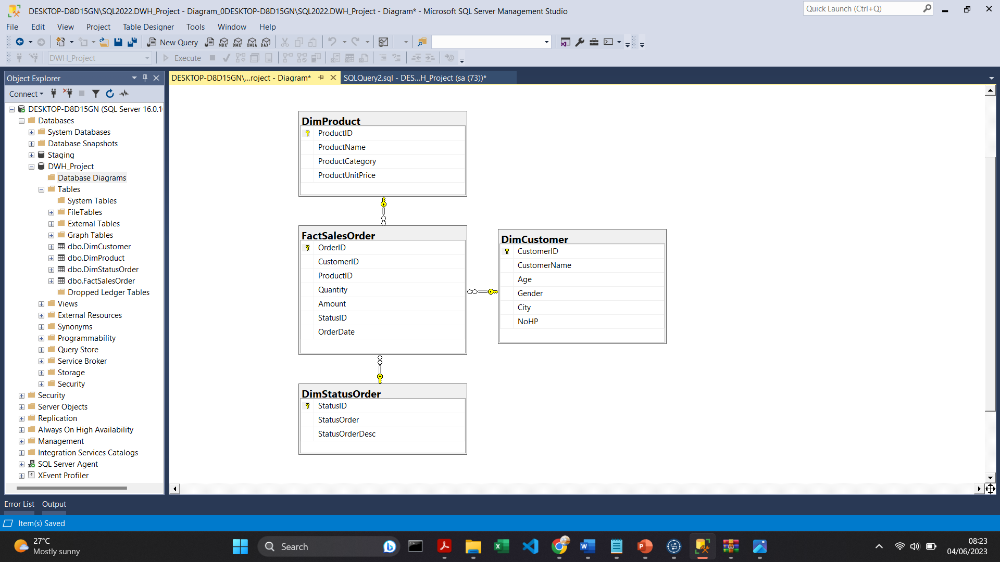 DESKTOP-D8D15GN\SQL2022.DWH_Project - Diagram_0DESKTOP-D8D15GN\SQL2022.DWH_Project - Diagram* - Microsoft SQL Server Management Studio
Quick Launch (Ctrl+Q)
File Edit View Project Table Designer Tools Window Help
New Query MDX DMX XMLA DAX
DWH_Project Execute
Object Explorer
DESKTOP-D8D15GN\...roject - Diagram*
SQLQuery2.sql - DES...H_Project (sa (73))*
Connect
DESKTOP-D8D15GN (SQL Server 16.0.1
Databases
System Databases
Database Snapshots
Staging
DWH_Project
Database Diagrams
Tables
System Tables
FileTables
External Tables
Graph Tables
dbo.DimCustomer
dbo.DimProduct
dbo.DimStatusOrder
dbo.FactSalesOrder
Dropped Ledger Tables
Views
External Resources
Synonyms
Programmability
Query Store
Service Broker
Storage
Security
Security
Server Objects
Replication
Always On High Availability
Management
Integration Services Catalogs
SQL Server Agent
XEvent Profiler
DimProduct
ProductID
ProductName
ProductCategory
ProductUnitPrice
FactSalesOrder
OrderID
CustomerID
ProductID
Quantity
Amount
StatusID
OrderDate
DimCustomer
CustomerID
CustomerName
Age
Gender
City
NoHP
DimStatusOrder
StatusID
StatusOrder
StatusOrderDesc
Error List Output
Item(s) Saved
27°C
Mostly sunny
Search
08:23
04/06/2023